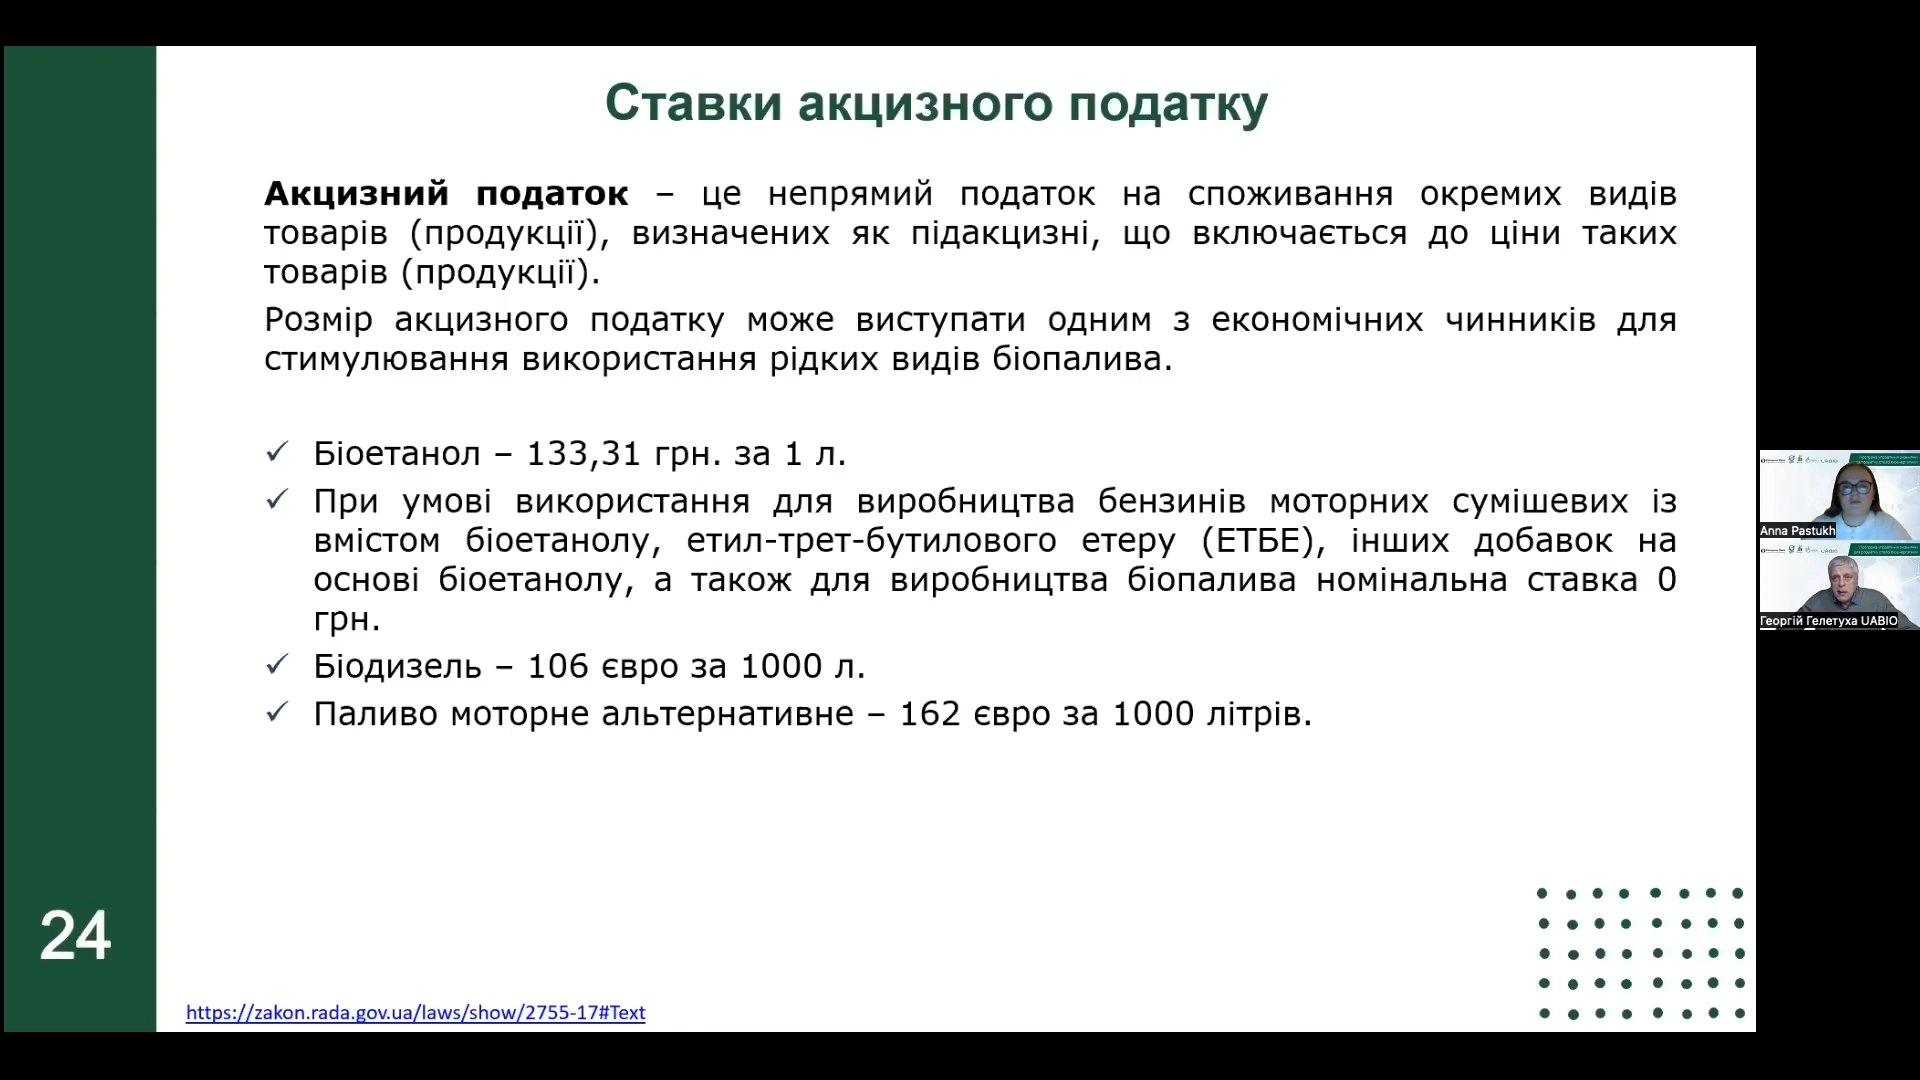 Ставки акцизного податку
Акцизний податок – це непрямий податок на споживання окремих видів
товарів (продукції), визначених як підакцизні, що включається до ціни таких
товарів (продукції).
Розмір акцизного податку може виступати одним з економічних чинників для
стимулювання використання рідких видів біопалива.
✓ Біоетанол – 133,31 грн. за 1 л.
✓ При умові використання для виробництва бензинів моторних сумішевих із
вмістом біоетанолу, етил-трет-бутилового етеру (ЕТБЕ), інших добавок на
основі біоетанолу, а також для виробництва біопалива номінальна ставка 0
грн.
✓ Біодизель – 106 євро за 1000 л.
✓ Паливо моторне альтернативне – 162 євро за 1000 літрів.
24
https://zakon.rada.gov.ua/laws/show/2755-17#Text
Anna Pastukh
Георгій Гелетуха UABIO